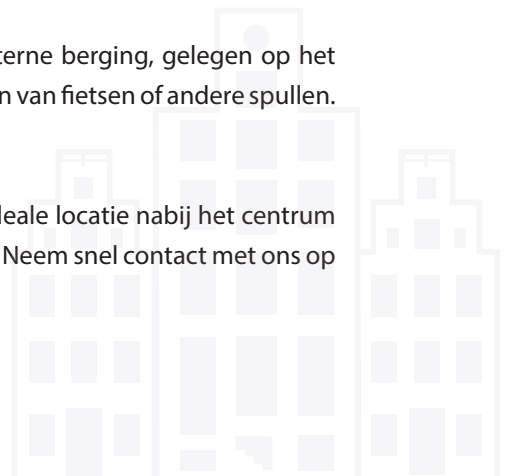 terne berging, gelegen op het
n van fietsen of andere spullen.
deale locatie nabij het centrum
Neem snel contact met ons op